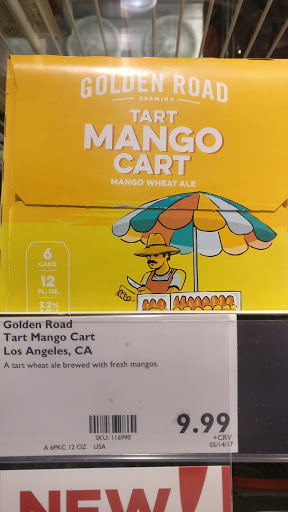 GOLDEN ROAD
BREWING
TART
MANGO
CART
MANGO WHEAT ALE
6
CANS
12
FL. OZ.
Golden Road
Tart Mango Cart
Los Angeles, CA
A tart wheat ale brewed with fresh mangos.
9.99
SKU: 116990
+CRV
A 6PKC 12 OZ USA
05/14/17
NEW!